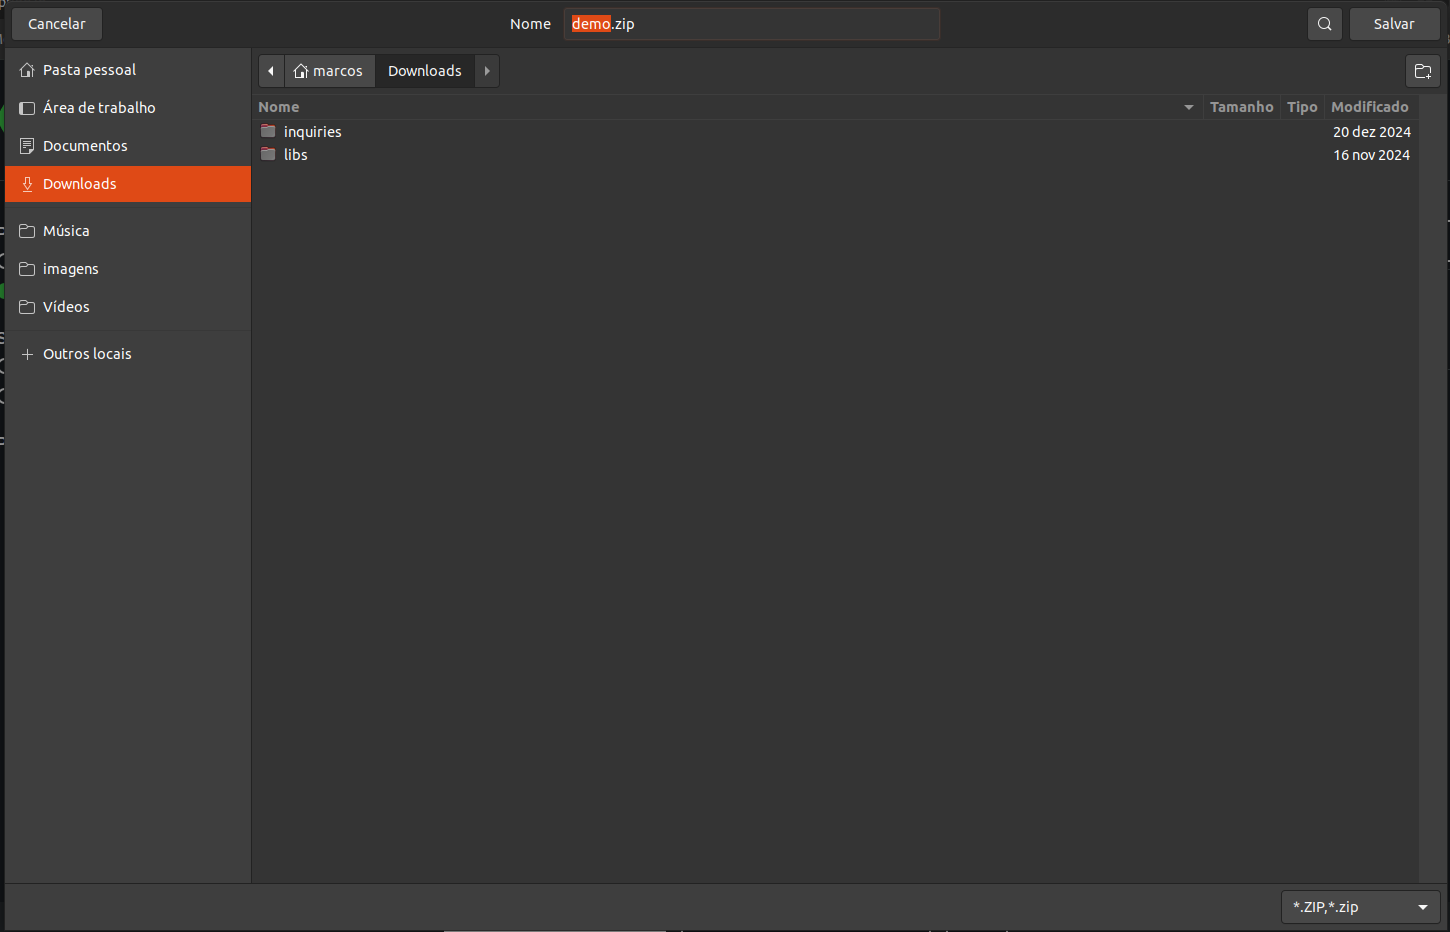 Cancelar Nome demo.zip Salvar
Pasta pessoal
Área de trabalho
Documentos
Downloads
Música
imagens
Vídeos
Outros locais
marcos Downloads
Nome Tamanho Tipo Modificado
inquiries 20 dez 2024
libs 16 nov 2024
*.ZIP,*.zip